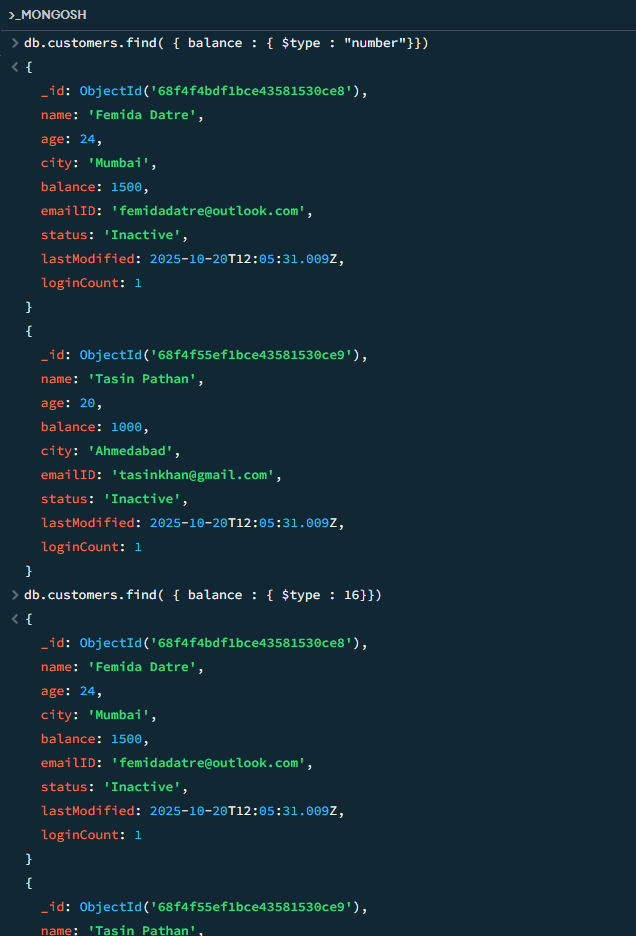 >_MONGOSH
> db.customers.find( { balance : { $type : "number"}})
< {
_id: ObjectId('68f4f4bdf1bce43581530ce8'),
name: 'Femida Datre',
age: 24,
city: 'Mumbai',
balance: 1500,
emailID: 'femidadatre@outlook.com',
status: 'Inactive',
lastModified: 2025-10-20T12:05:31.009Z,
loginCount: 1
}
{
_id: ObjectId('68f4f55ef1bce43581530ce9'),
name: 'Tasin Pathan',
age: 20,
balance: 1000,
city: 'Ahmedabad',
emailID: 'tasinkhan@gmail.com',
status: 'Inactive',
lastModified: 2025-10-20T12:05:31.009Z,
loginCount: 1
}
> db.customers.find( { balance : { $type : 16}})
< {
_id: ObjectId('68f4f4bdf1bce43581530ce8'),
name: 'Femida Datre',
age: 24,
city: 'Mumbai',
balance: 1500,
emailID: 'femidadatre@outlook.com',
status: 'Inactive',
lastModified: 2025-10-20T12:05:31.009Z,
loginCount: 1
}
{
_id: ObjectId('68f4f55ef1bce43581530ce9'),
name: 'Tasin Pathan',